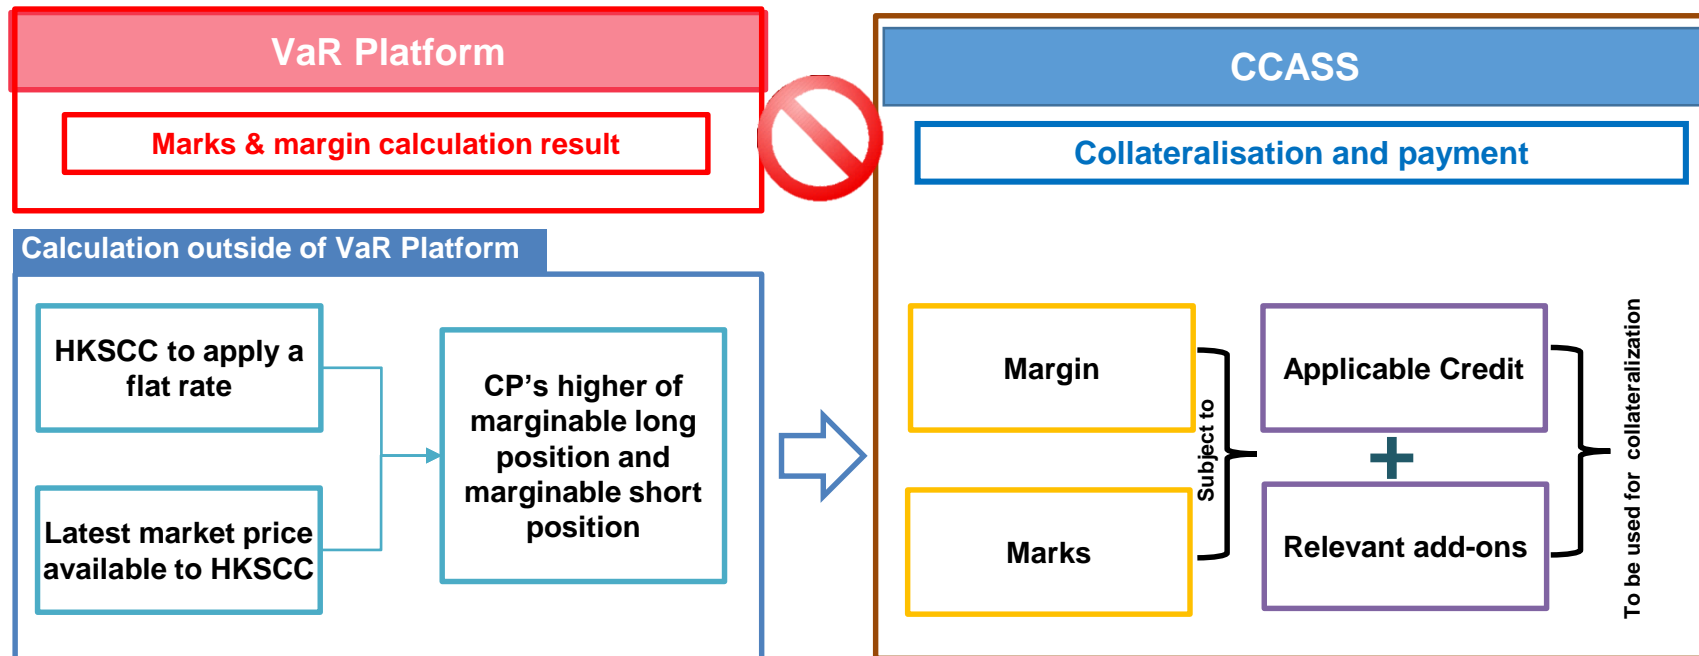 VaR Platform
Marks & margin calculation result
Calculation outside of VaR Platform
HKSCC to apply a
flat rate
Latest market price
available to HKSCC
CP's higher of
marginable long
position and
marginable short
position
CCASS
Collateralisation and payment
Margin
Marks
Subject to
Applicable Credit
+
Relevant add-ons
To be used for collateralization